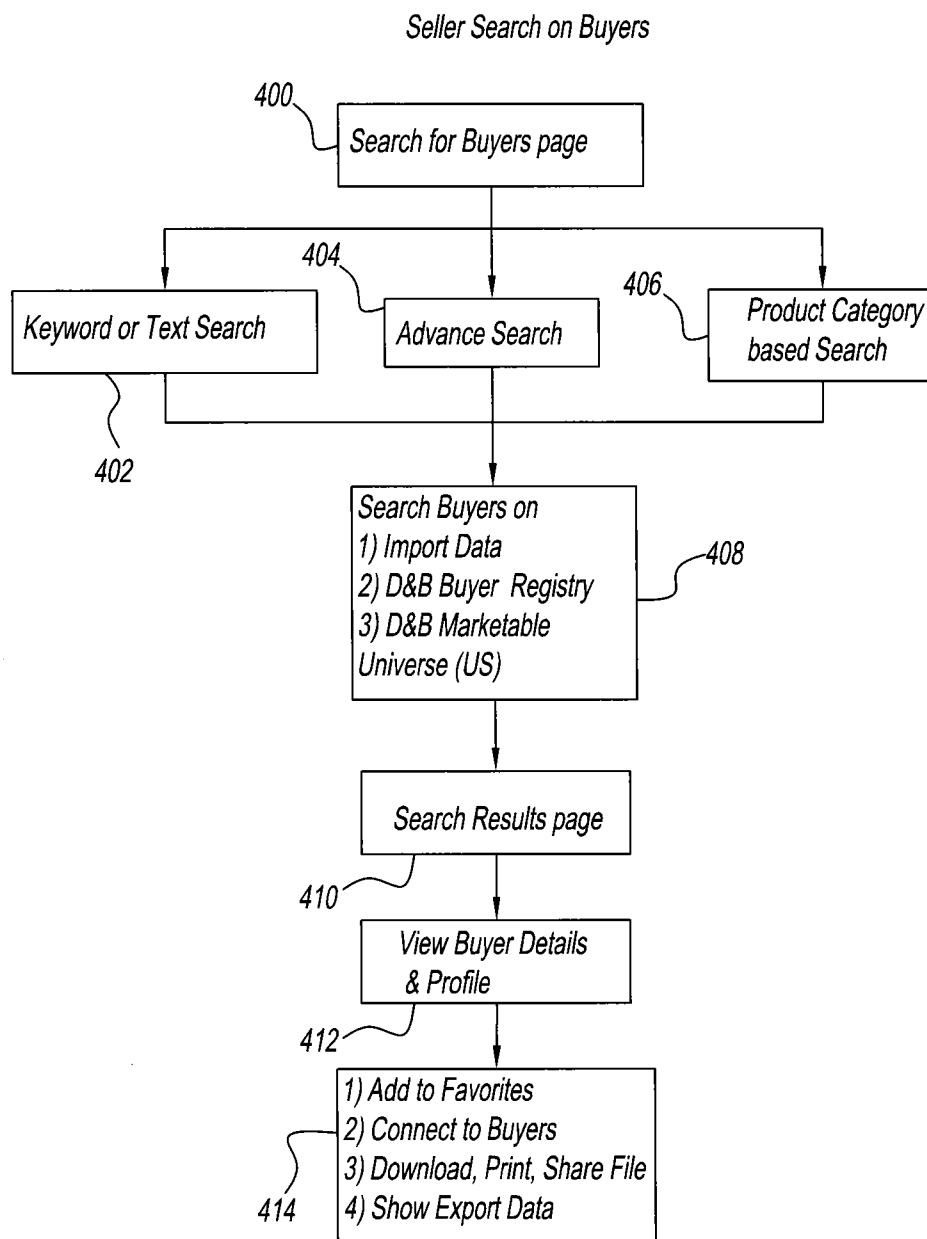 Seller Search on Buyers
400
Search for Buyers page
404
406
Keyword or Text Search
Advance Search
Product Category
based Search
402
Search Buyers on
1) Import Data
2) D&B Buyer Registry
3) D&B Marketable
Universe (US)
408
Search Results page
410
View Buyer Details
& Profile
412
1) Add to Favorites
2) Connect to Buyers
3) Download, Print, Share File
4) Show Export Data
414